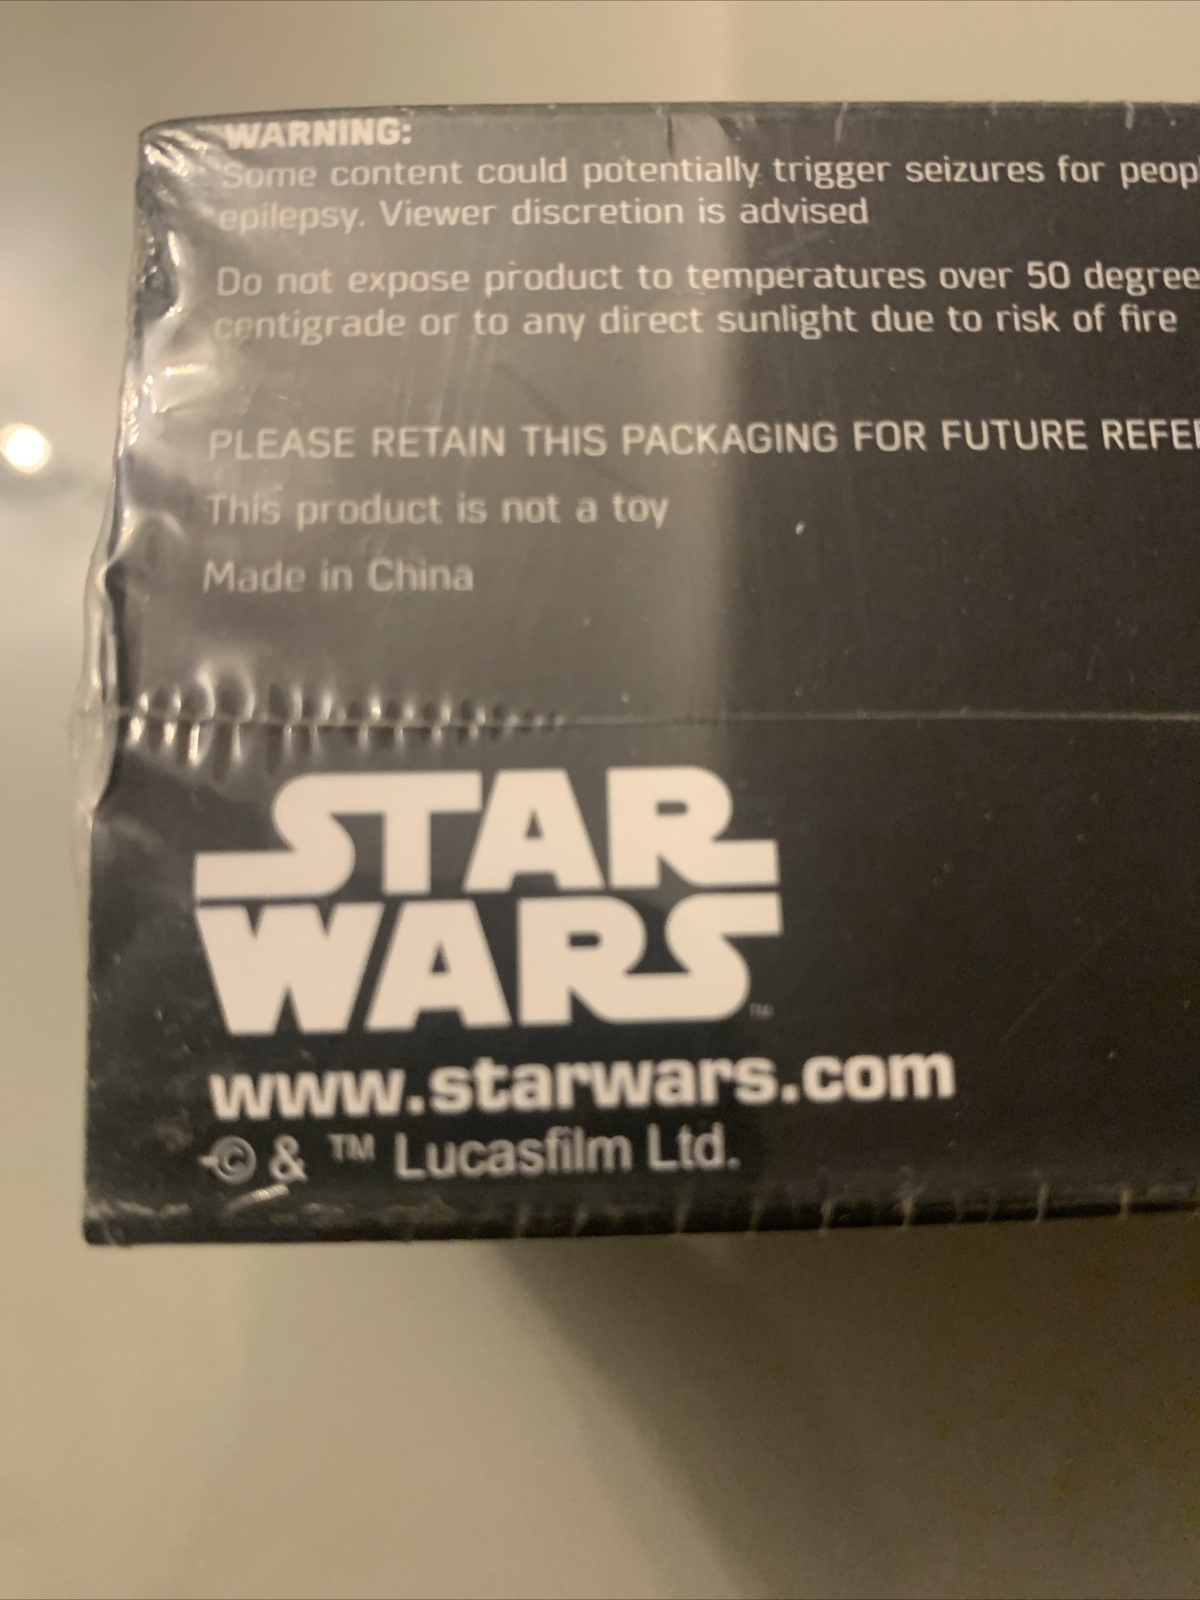 WARNING:
Some content could potentially trigger seizures for peop
epilepsy. Viewer discretion is advised
Do not expose product to temperatures over 50 degree
centigrade or to any direct sunlight due to risk of fire
PLEASE RETAIN THIS PACKAGING FOR FUTURE REFER
This product is not a toy
Made in China
STAR
WARS ™
www.starwars.com
© & ™ Lucasfilm Ltd.